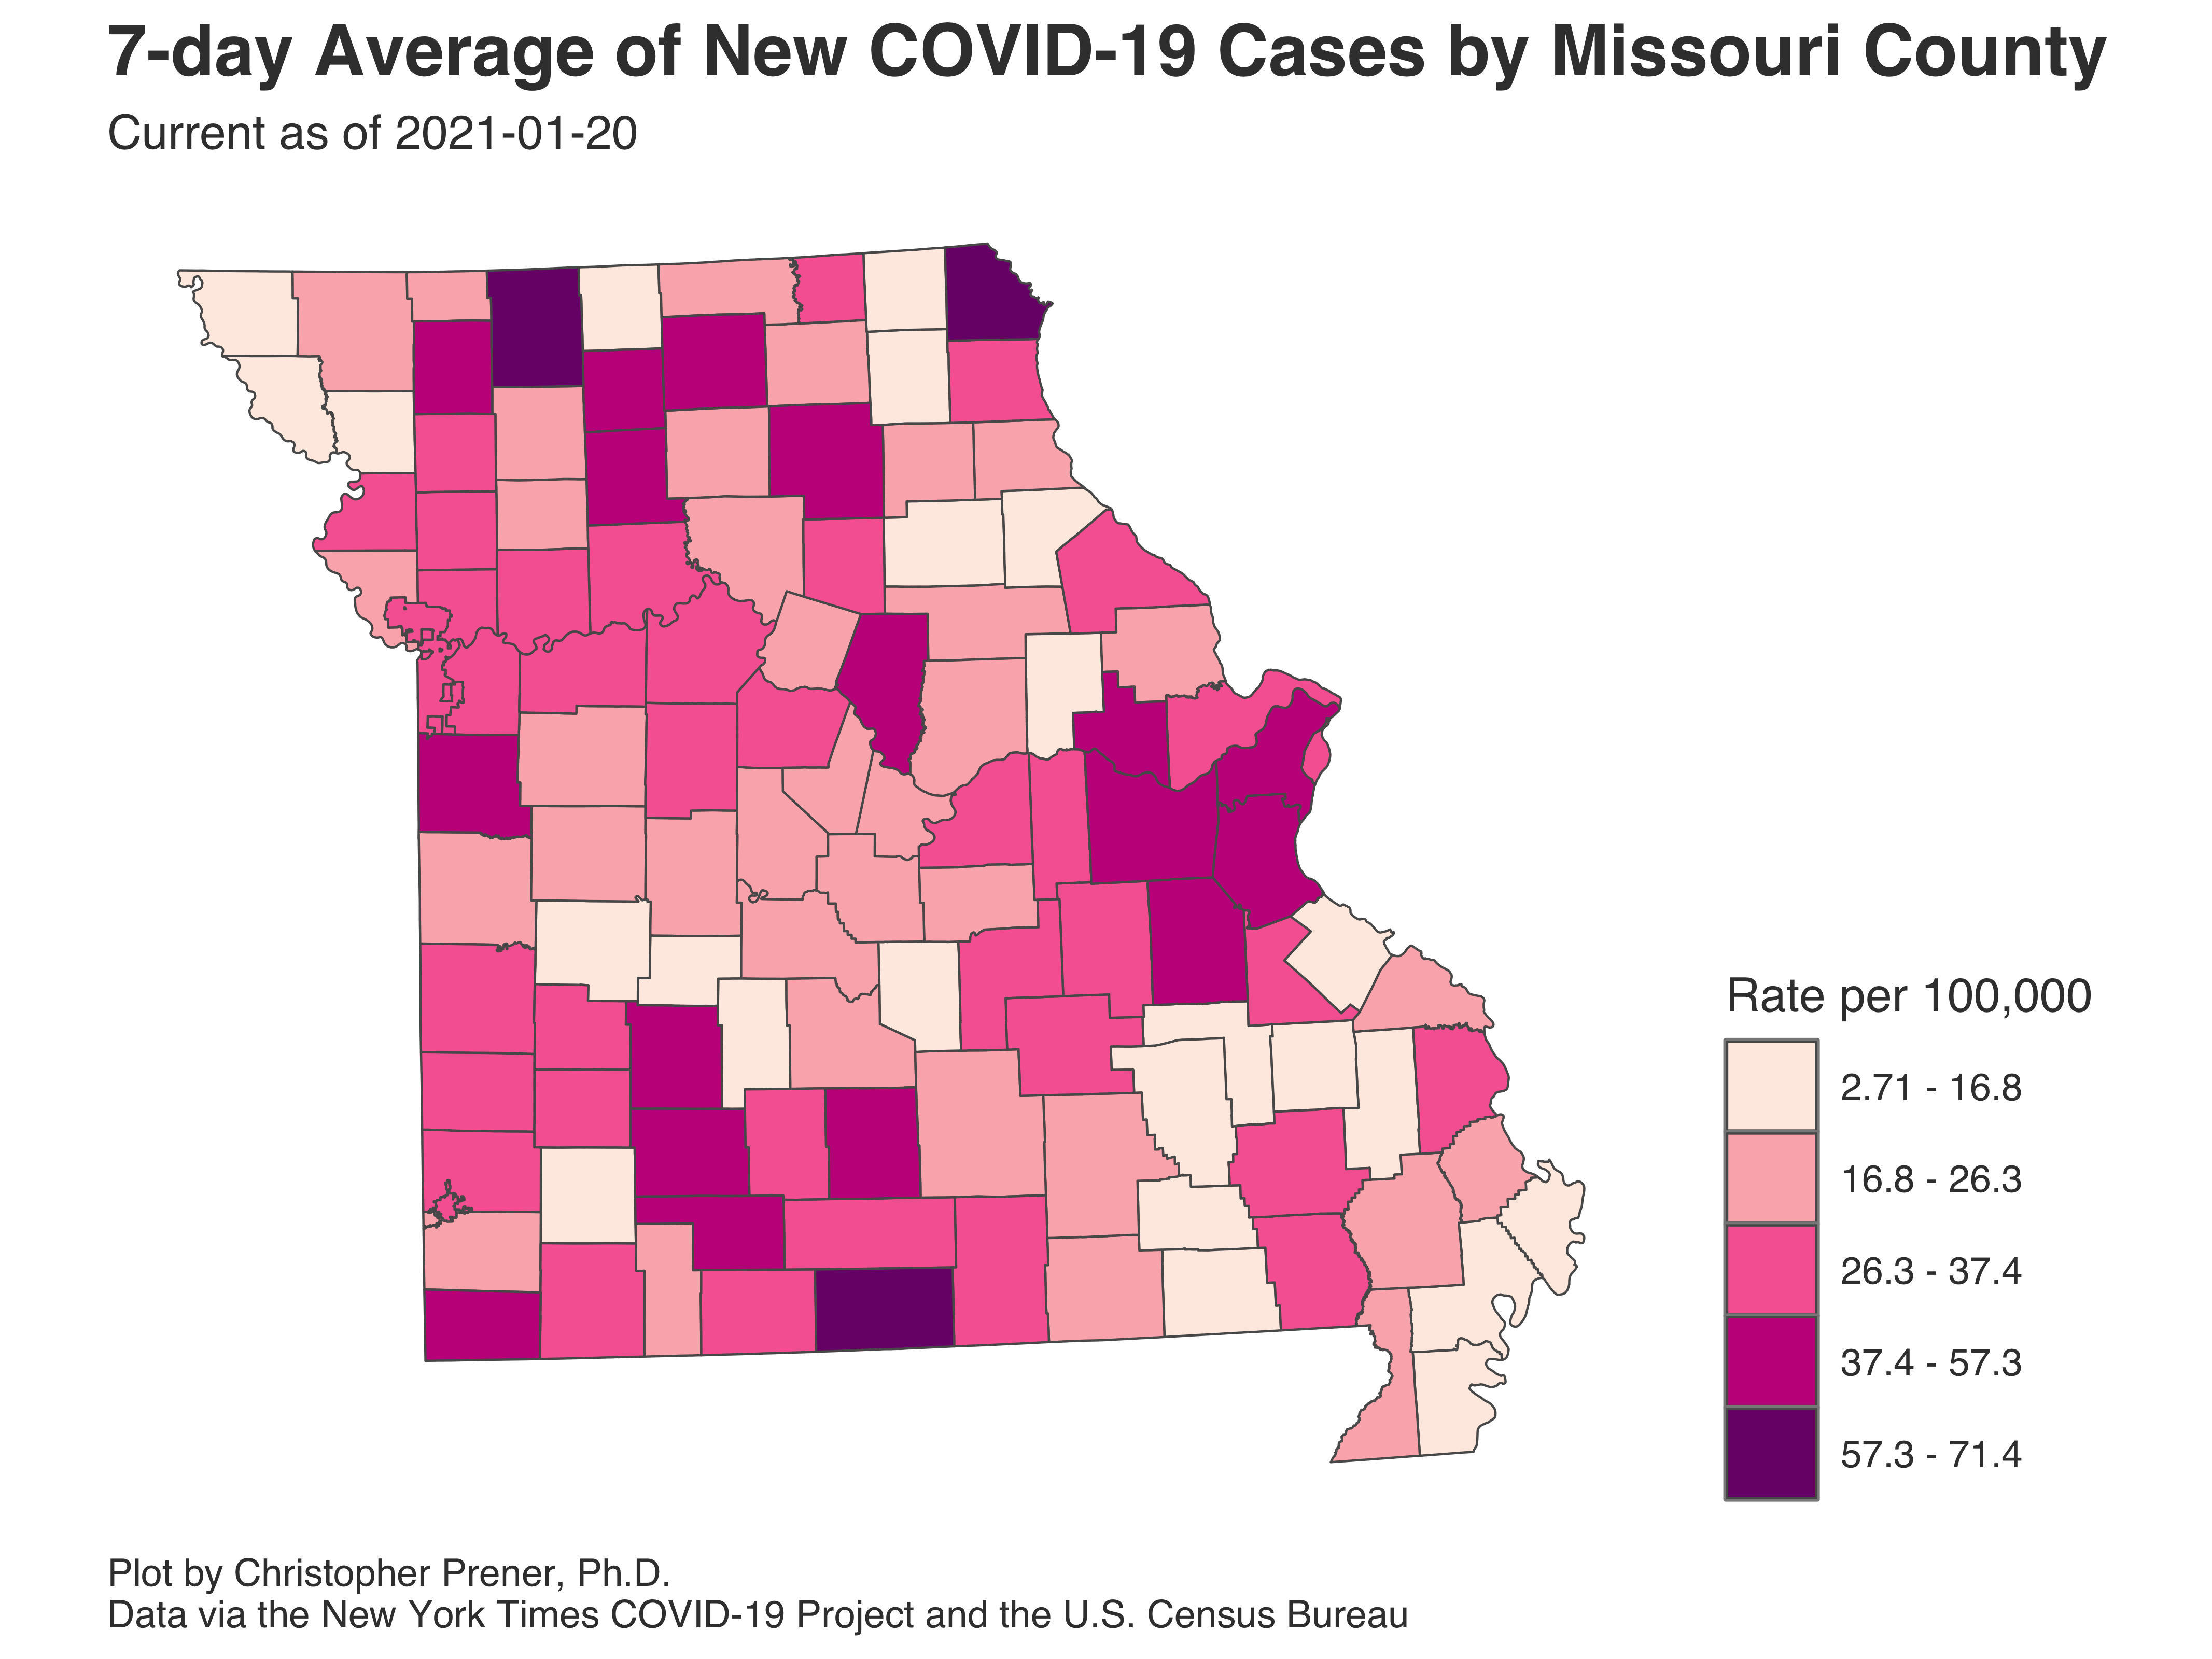 7-day Average of New COVID-19 Cases by Missouri County
Current as of 2021-01-20
Rate per 100,000
2.71 - 16.8
16.8 - 26.3
26.3 - 37.4
37.4 - 57.3
57.3 - 71.4
Plot by Christopher Prener, Ph.D.
Data via the New York Times COVID-19 Project and the U.S. Census Bureau